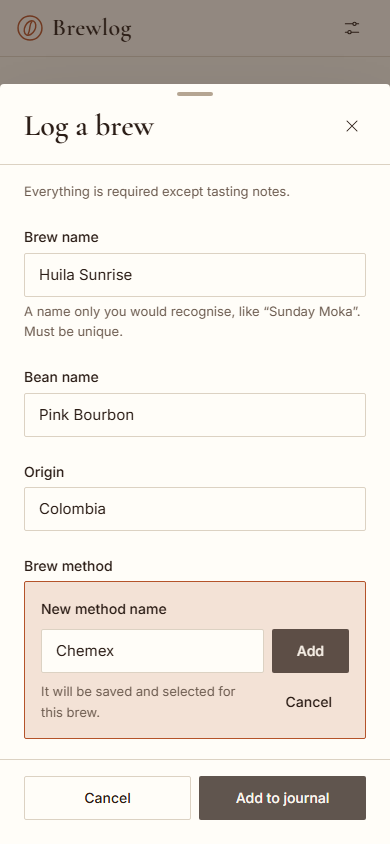 Brewlog
Log a brew
Everything is required except tasting notes.
Brew name
Huila Sunrise
A name only you would recognise, like “Sunday Moka”.
Must be unique.
Bean name
Pink Bourbon
Origin
Colombia
Brew method
New method name
Chemex
Add
It will be saved and selected for
this brew.
Cancel
Cancel
Add to journal